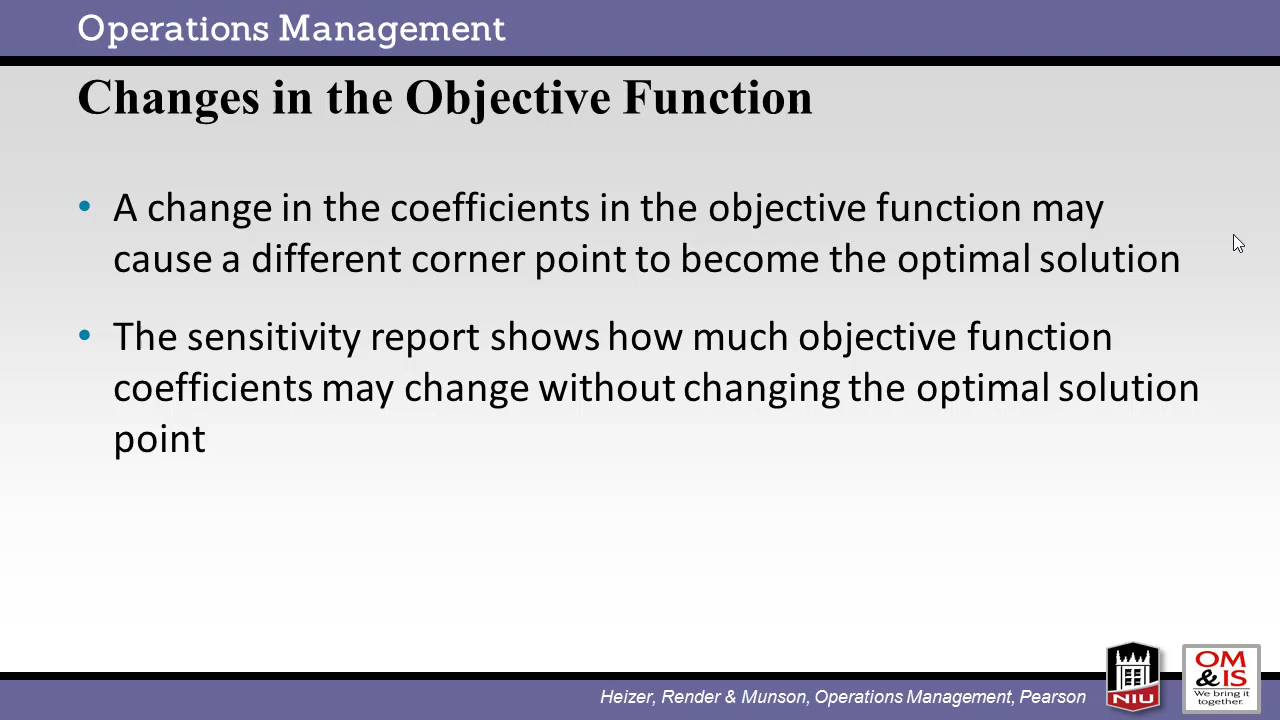 Operations Management
Changes in the Objective Function
• A change in the coefficients in the objective function may
cause a different corner point to become the optimal solution
• The sensitivity report shows how much objective function
coefficients may change without changing the optimal solution
point
Heizer, Render & Munson, Operations Management, Pearson
NIU
OM
& IS
We bring it
together.